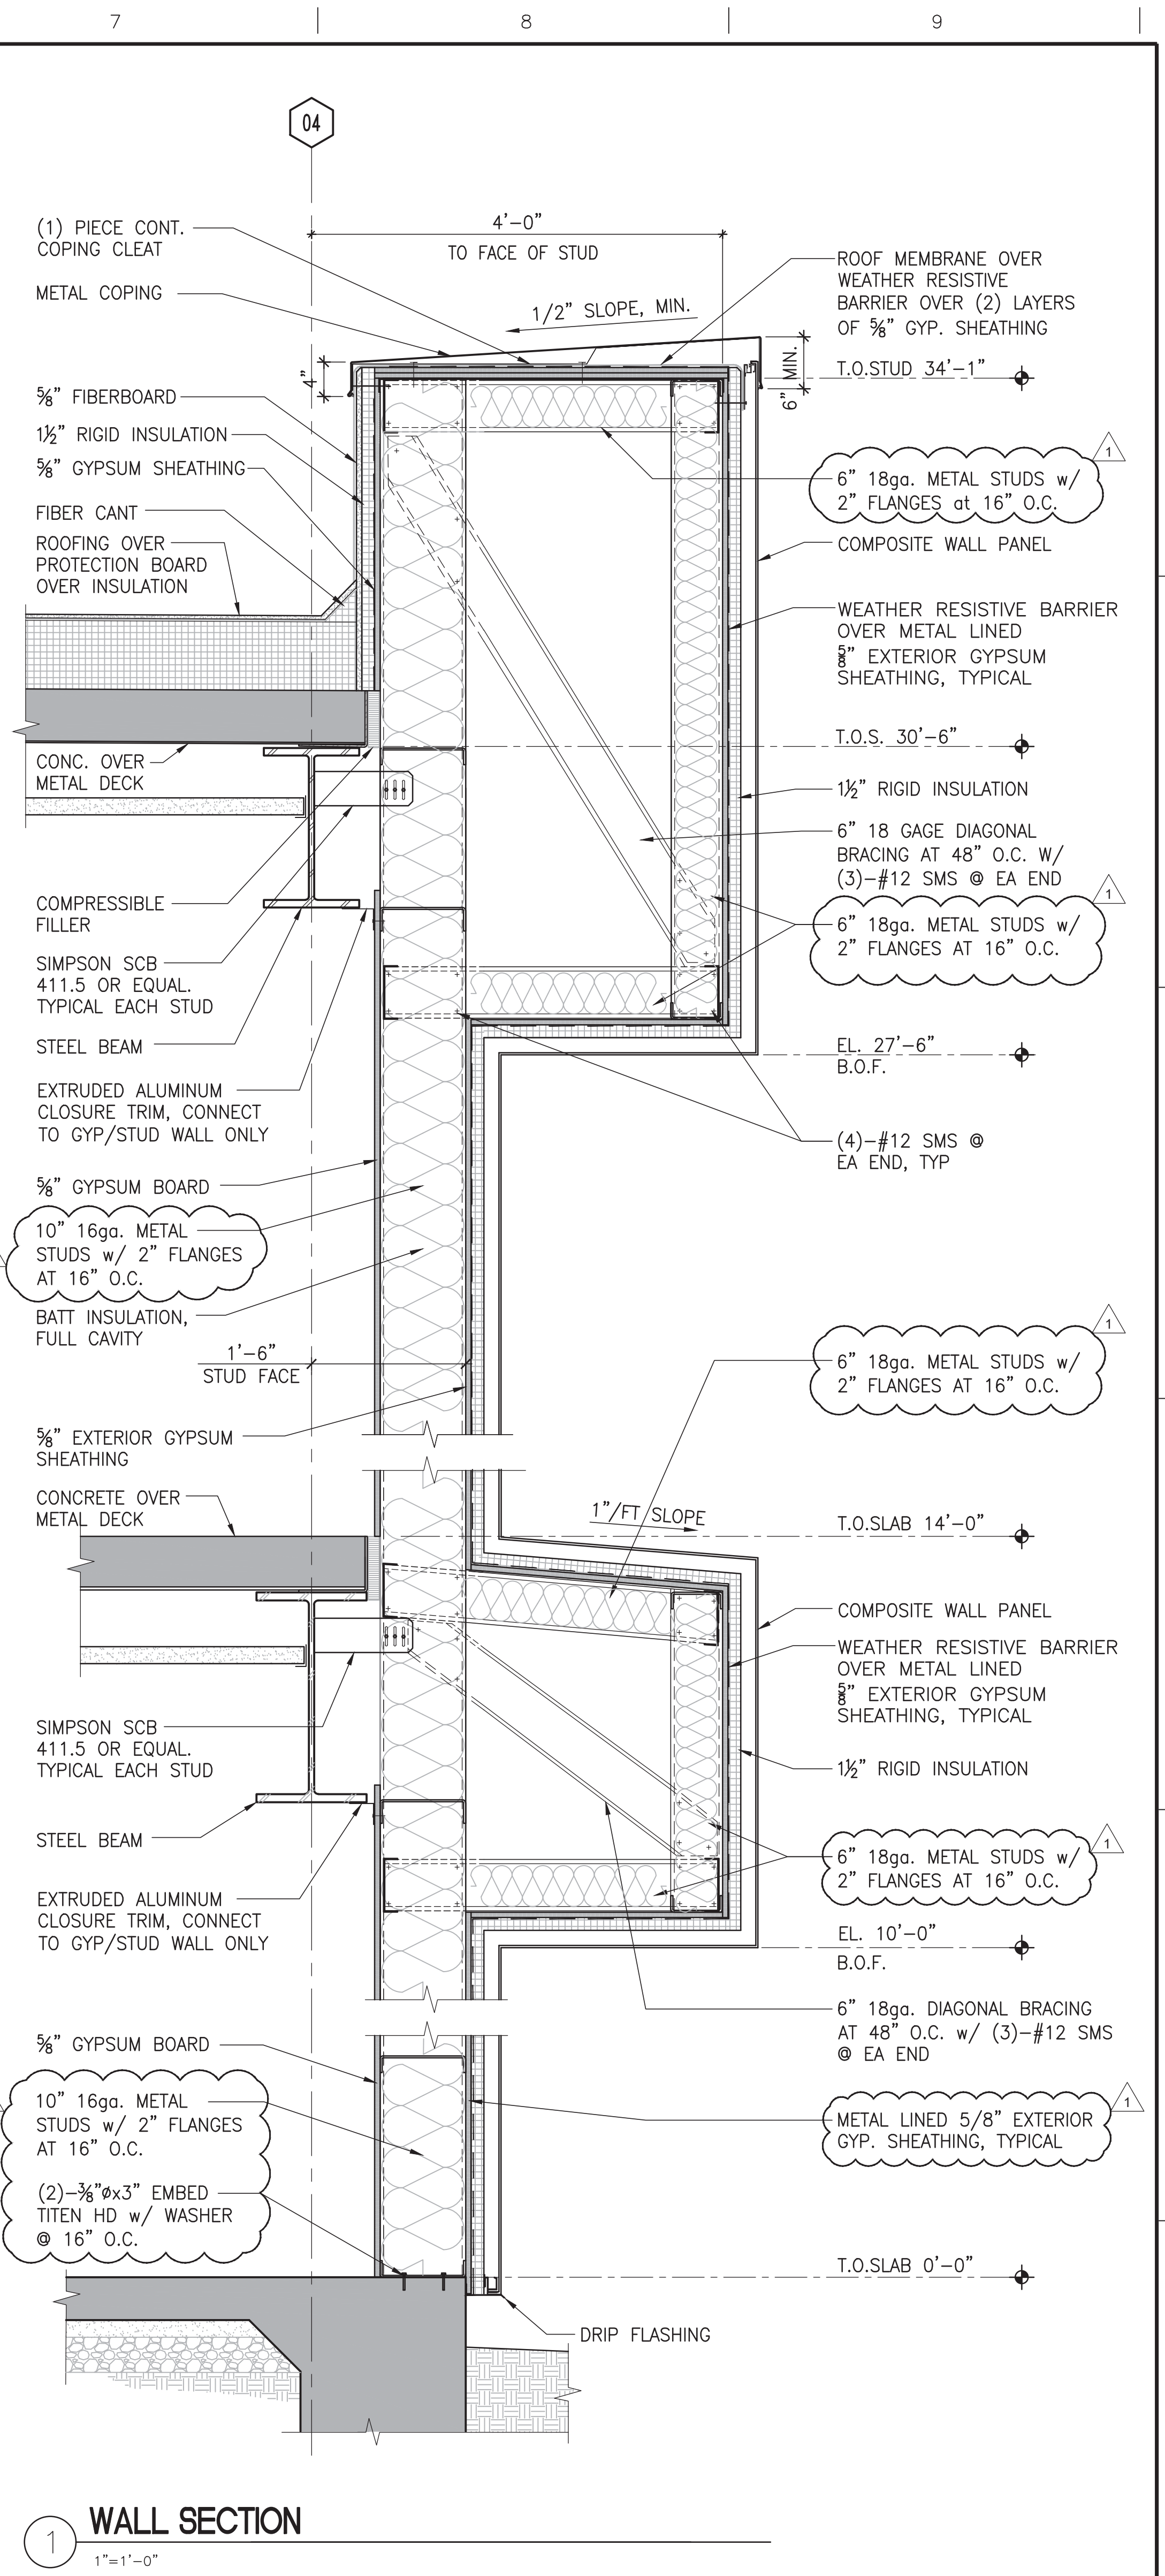 7
8
9
04
4'-0"
TO FACE OF STUD
(1) PIECE CONT.
COPING CLEAT
METAL COPING
1/2" SLOPE, MIN.
4"
6" MIN.
ROOF MEMBRANE OVER
WEATHER RESISTIVE
BARRIER OVER (2) LAYERS
OF ⅝" GYP. SHEATHING
T.O.STUD 34'-1"
⅝" FIBERBOARD
1½" RIGID INSULATION
⅝" GYPSUM SHEATHING
FIBER CANT
ROOFING OVER
PROTECTION BOARD
OVER INSULATION
1
6" 18ga. METAL STUDS w/
2" FLANGES at 16" O.C.
COMPOSITE WALL PANEL
WEATHER RESISTIVE BARRIER
OVER METAL LINED
⅝" EXTERIOR GYPSUM
SHEATHING, TYPICAL
T.O.S. 30'-6"
CONC. OVER
METAL DECK
1½" RIGID INSULATION
6" 18 GAGE DIAGONAL
BRACING AT 48" O.C. W/
(3)-#12 SMS @ EA END
1
6" 18ga. METAL STUDS w/
2" FLANGES AT 16" O.C.
COMPRESSIBLE
FILLER
SIMPSON SCB
411.5 OR EQUAL.
TYPICAL EACH STUD
STEEL BEAM
EL. 27'-6"
B.O.F.
EXTRUDED ALUMINUM
CLOSURE TRIM, CONNECT
TO GYP/STUD WALL ONLY
(4)-#12 SMS @
EA END, TYP
⅝" GYPSUM BOARD
10" 16ga. METAL
STUDS w/ 2" FLANGES
AT 16" O.C.
BATT INSULATION,
FULL CAVITY
1'-6"
STUD FACE
1
6" 18ga. METAL STUDS w/
2" FLANGES AT 16" O.C.
⅝" EXTERIOR GYPSUM
SHEATHING
CONCRETE OVER
METAL DECK
1"/FT SLOPE
T.O.SLAB 14'-0"
COMPOSITE WALL PANEL
WEATHER RESISTIVE BARRIER
OVER METAL LINED
⅝" EXTERIOR GYPSUM
SHEATHING, TYPICAL
SIMPSON SCB
411.5 OR EQUAL.
TYPICAL EACH STUD
1½" RIGID INSULATION
STEEL BEAM
1
6" 18ga. METAL STUDS w/
2" FLANGES AT 16" O.C.
EXTRUDED ALUMINUM
CLOSURE TRIM, CONNECT
TO GYP/STUD WALL ONLY
EL. 10'-0"
B.O.F.
6" 18ga. DIAGONAL BRACING
AT 48" O.C. w/ (3)-#12 SMS
@ EA END
⅝" GYPSUM BOARD
10" 16ga. METAL
STUDS w/ 2" FLANGES
AT 16" O.C.
(2)-⅜"øx3" EMBED
TITEN HD w/ WASHER
@ 16" O.C.
1
METAL LINED 5/8" EXTERIOR
GYP. SHEATHING, TYPICAL
T.O.SLAB 0'-0"
DRIP FLASHING
1
WALL SECTION
1"=1'-0"